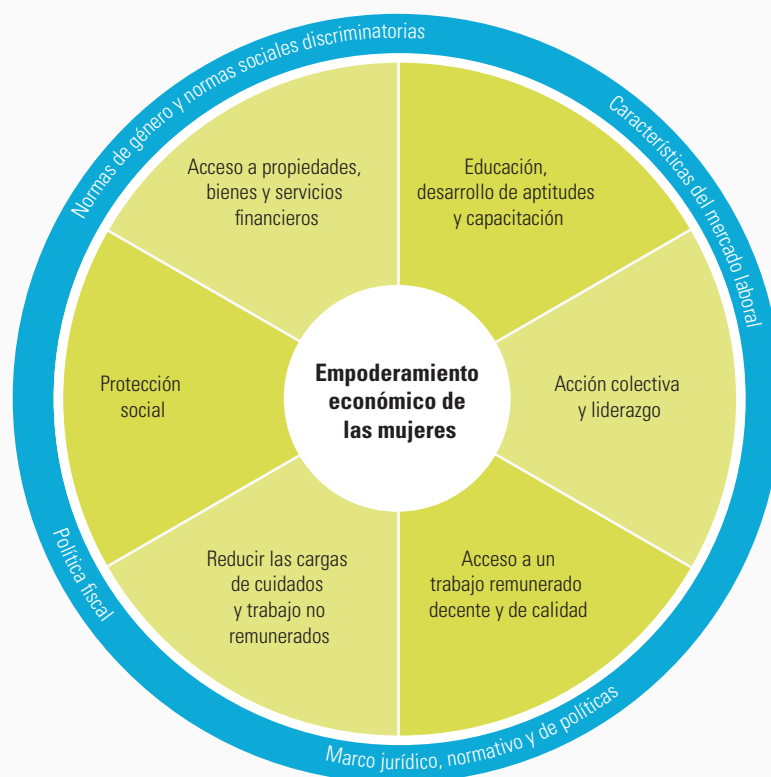 Normas de género y normas sociales discriminatorias
Características del mercado laboral
Acceso a propiedades,
bienes y servicios
financieros
Educación,
desarrollo de aptitudes
y capacitación
Protección
social
Empoderamiento
económico de
las mujeres
Acción colectiva
y liderazgo
Reducir las cargas
de cuidados
y trabajo no
remunerados
Acceso a un
trabajo remunerado
decente y de calidad
Política fiscal
Marco jurídico, normativo y de políticas